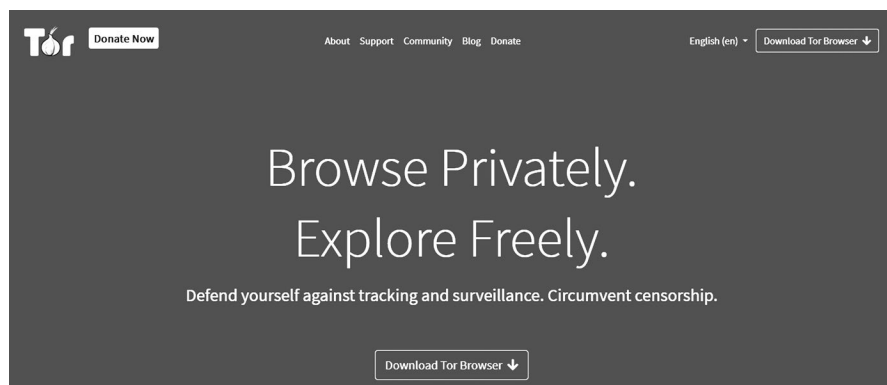 Tor
Donate Now
About Support Community Blog Donate
English (en)
Download Tor Browser
Browse Privately.
Explore Freely.
Defend yourself against tracking and surveillance. Circumvent censorship.
Download Tor Browser